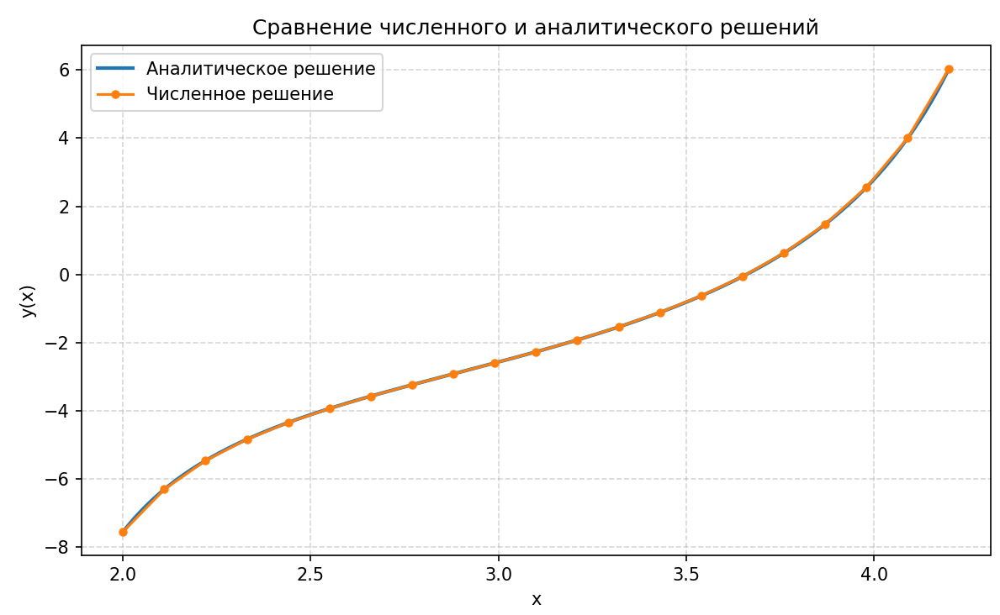 Сравнение численного и аналитического решений
Аналитическое решение
Численное решение
y(x)
6
4
2
0
−2
−4
−6
−8
2.0 2.5 3.0 3.5 4.0
x